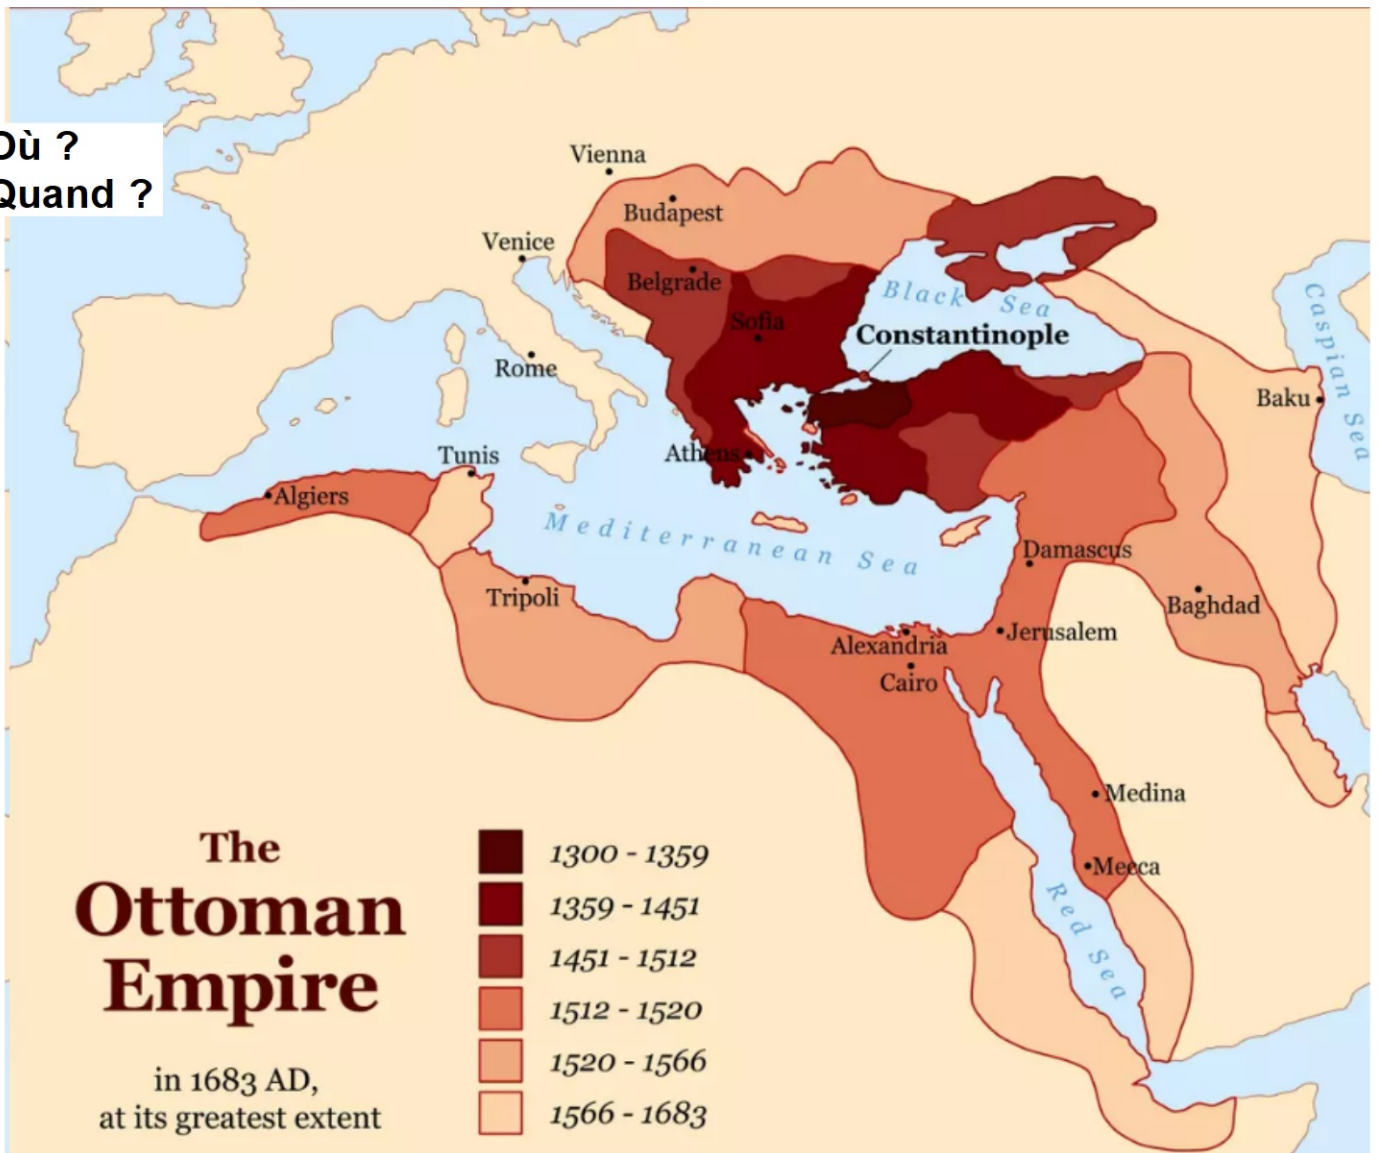 Où ?
Quand ?
Vienna
Budapest
Venice
Belgrade
Black Sea
Caspian Sea
Sofia
Constantinople
Rome
Baku
Athens
Tunis
Algiers
Mediterranean Sea
Damascus
Tripoli
Baghdad
Jerusalem
Alexandria
Cairo
Medina
Mecca
Red Sea
The
Ottoman
Empire
in 1683 AD,
at its greatest extent
1300 - 1359
1359 - 1451
1451 - 1512
1512 - 1520
1520 - 1566
1566 - 1683